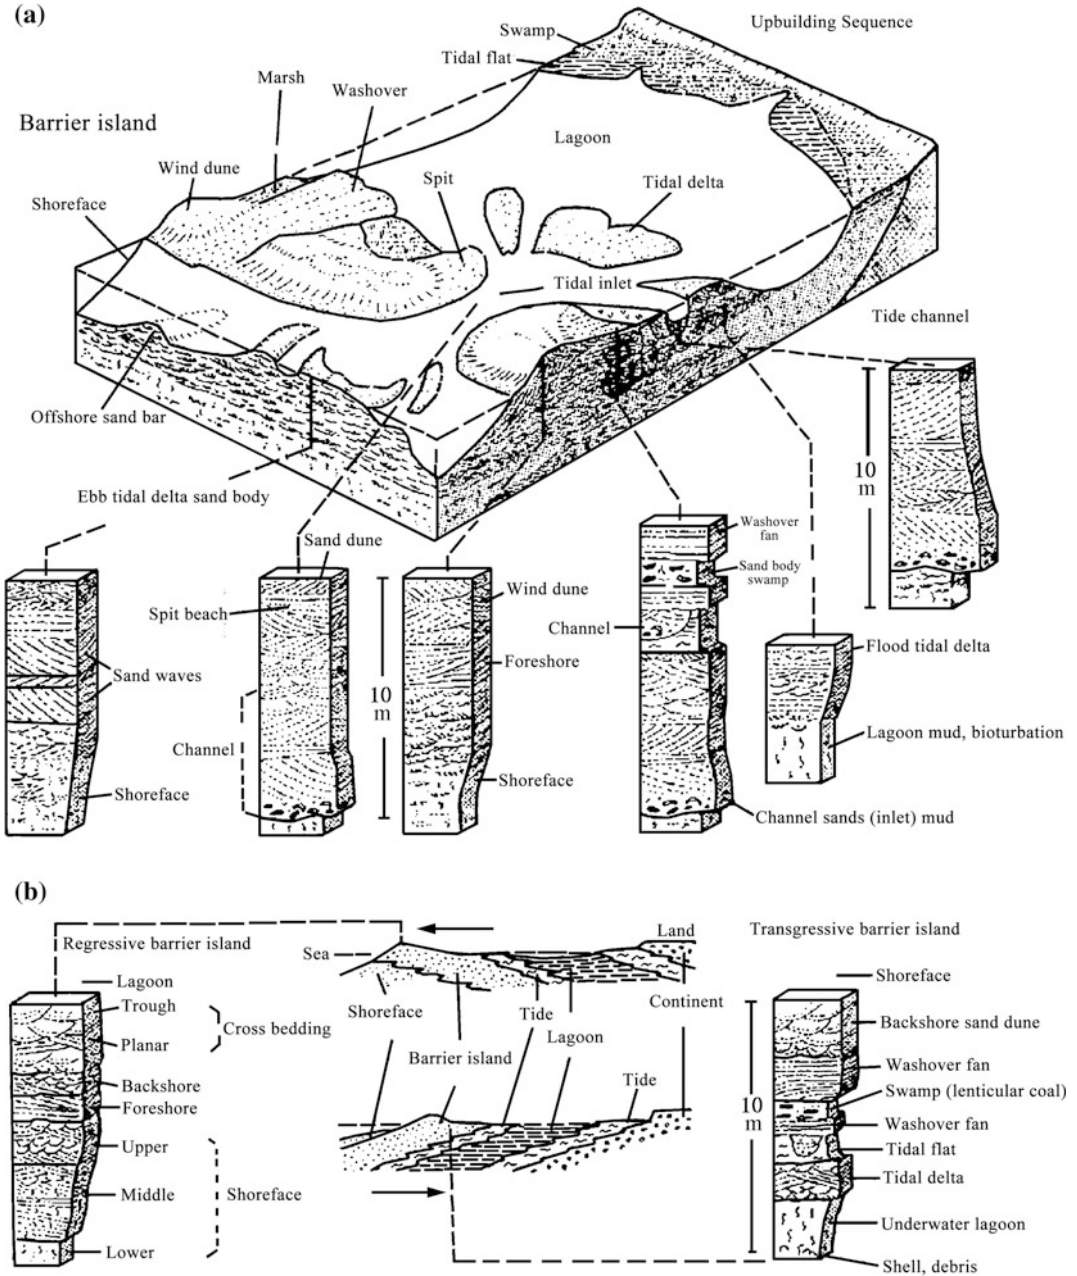 (a)
Upbuilding Sequence
Swamp
Tidal flat
Marsh
Washover
Barrier island
Lagoon
Wind dune
Spit
Tidal delta
Shoreface
Tidal inlet
Tide channel
Offshore sand bar
10
m
Ebb tidal delta sand body
Washover
fan
Sand dune
Sand body
swamp
Wind dune
Spit beach
Channel
Flood tidal delta
Foreshore
Sand waves
10
m
Channel
Lagoon mud, bioturbation
Shoreface
Shoreface
Channel sands (inlet) mud
(b)
Regressive barrier island
Land
Transgressive barrier island
Sea
Lagoon
Shoreface
Trough
Continent
Shoreface
Tide
Backshore sand dune
Cross bedding
Planar
Lagoon
Barrier island
Washover fan
Backshore
Tide
Swamp (lenticular coal)
Foreshore
10
m
Washover fan
Upper
Tidal flat
Tidal delta
Middle
Shoreface
Underwater lagoon
Lower
Shell, debris